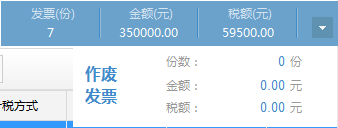 发票(份) 金额(元) 税额(元)
7 350000.00 59500.00
作废发票
份数： 0 份
金额： 0.00 元
税额： 0.00 元
税方式